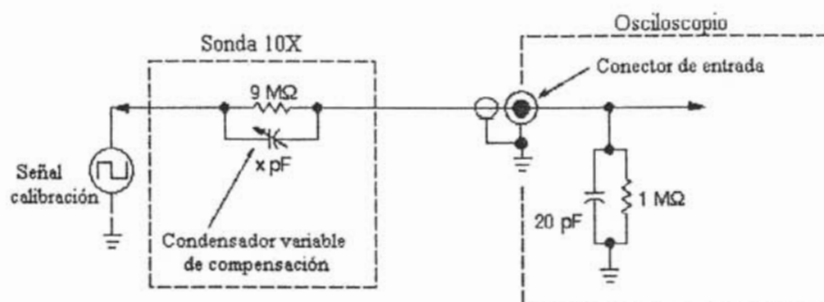 Osciloscopio
Sonda 10X
Conector de entrada
9 MΩ
x pF
Señal
calibración
Condensador variable
de compensación
20 pF
1 MΩ